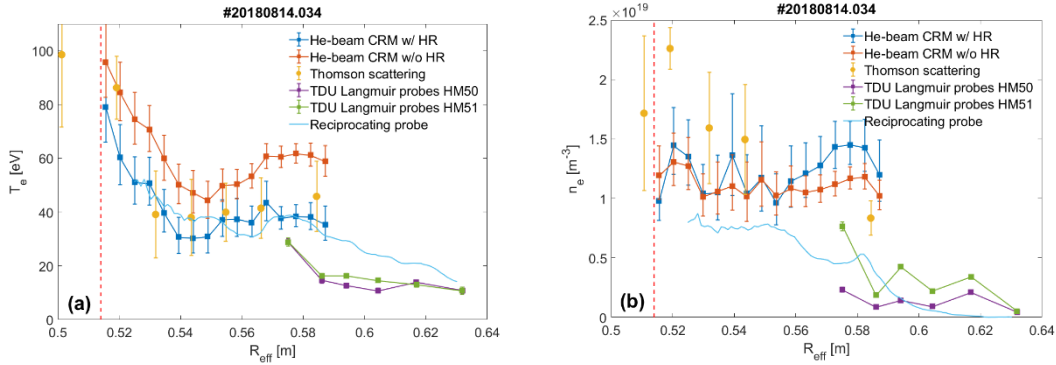 #20180814.034
100
80
60
40
20
0
T_e [eV]
He-beam CRM w/ HR
He-beam CRM w/o HR
Thomson scattering
TDU Langmuir probes HM50
TDU Langmuir probes HM51
Reciprocating probe
(a)
0.5 0.52 0.54 0.56 0.58 0.6 0.62 0.64
R_eff [m]
#20180814.034
×10^19
2.5
2
1.5
1
0.5
0
n_e [m^-3]
He-beam CRM w/ HR
He-beam CRM w/o HR
Thomson scattering
TDU Langmuir probes HM50
TDU Langmuir probes HM51
Reciprocating probe
(b)
0.5 0.52 0.54 0.56 0.58 0.6 0.62 0.64
R_eff [m]